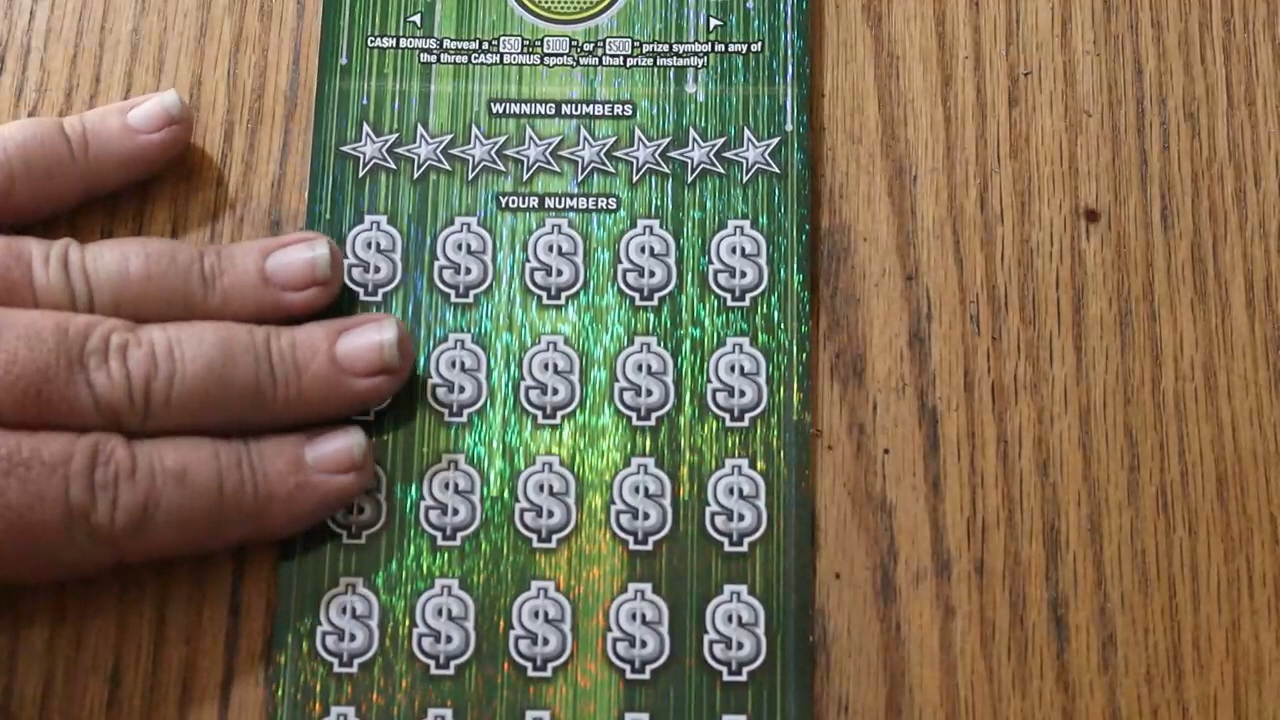 CA$H BONUS: Reveal a "$50", "$100", or "$500" prize symbol in any of
the three CA$H BONUS spots, win that prize instantly!
WINNING NUMBERS
YOUR NUMBERS